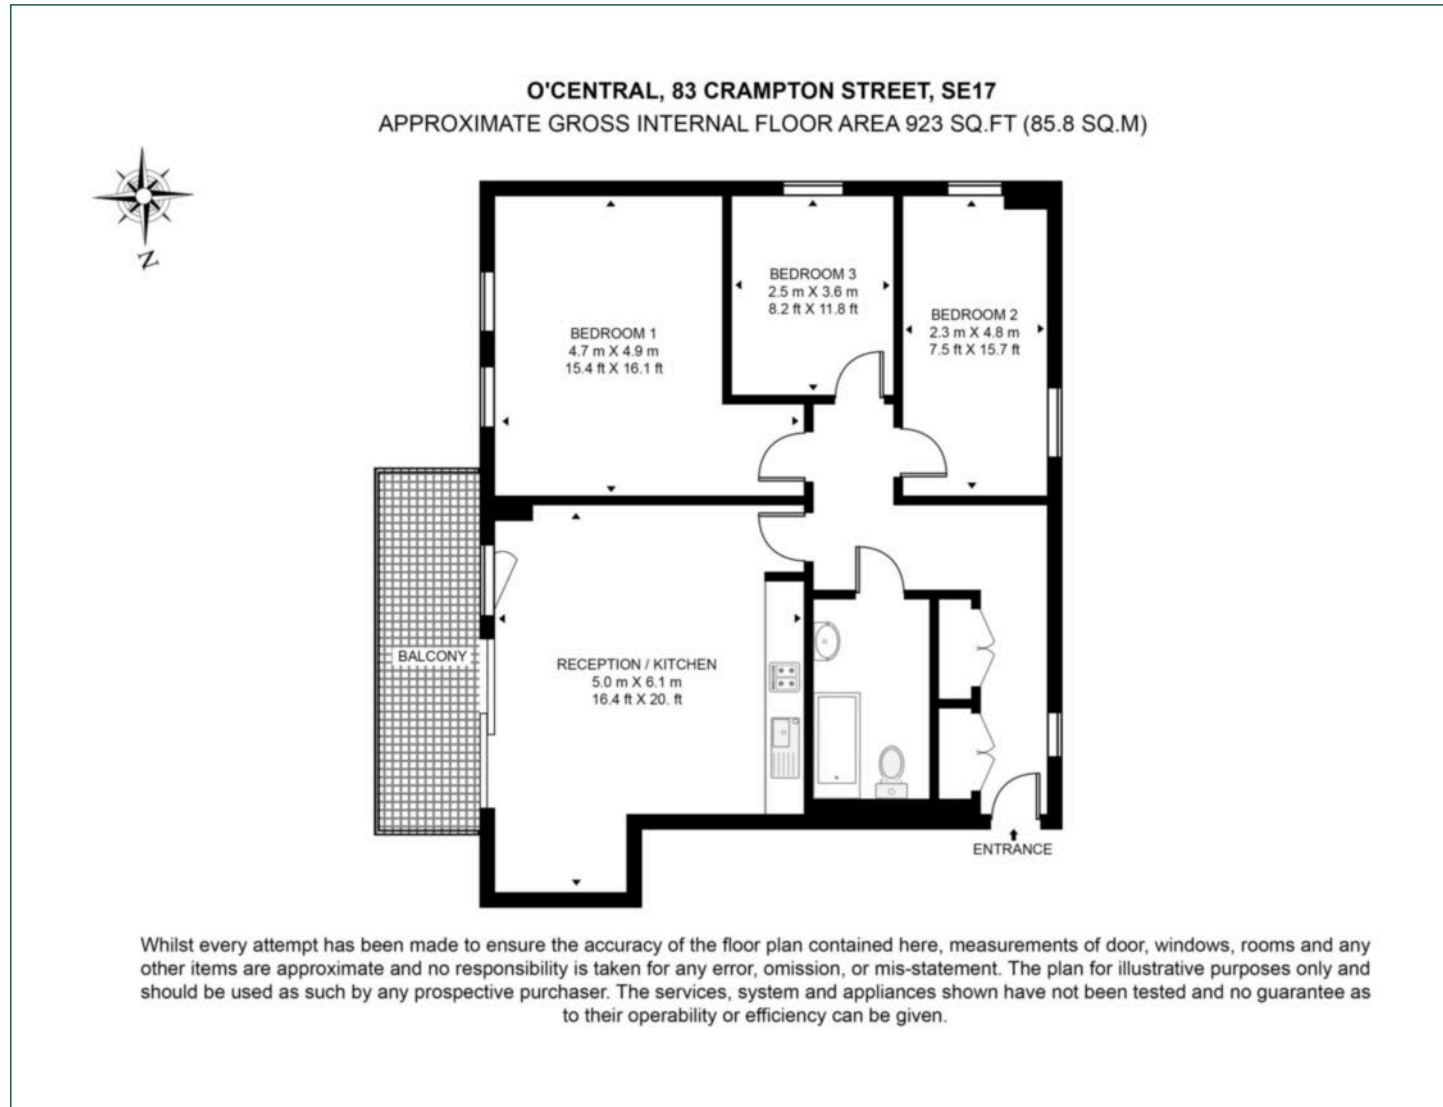 O'CENTRAL, 83 CRAMPTON STREET, SE17
APPROXIMATE GROSS INTERNAL FLOOR AREA 923 SQ.FT (85.8 SQ.M)
N
BEDROOM 3
2.5 m X 3.6 m
8.2 ft X 11.8 ft
BEDROOM 2
2.3 m X 4.8 m
7.5 ft X 15.7 ft
BEDROOM 1
4.7 m X 4.9 m
15.4 ft X 16.1 ft
BALCONY
RECEPTION / KITCHEN
5.0 m X 6.1 m
16.4 ft X 20. ft
ENTRANCE
Whilst every attempt has been made to ensure the accuracy of the floor plan contained here, measurements of door, windows, rooms and any
other items are approximate and no responsibility is taken for any error, omission, or mis-statement. The plan for illustrative purposes only and
should be used as such by any prospective purchaser. The services, system and appliances shown have not been tested and no guarantee as
to their operability or efficiency can be given.